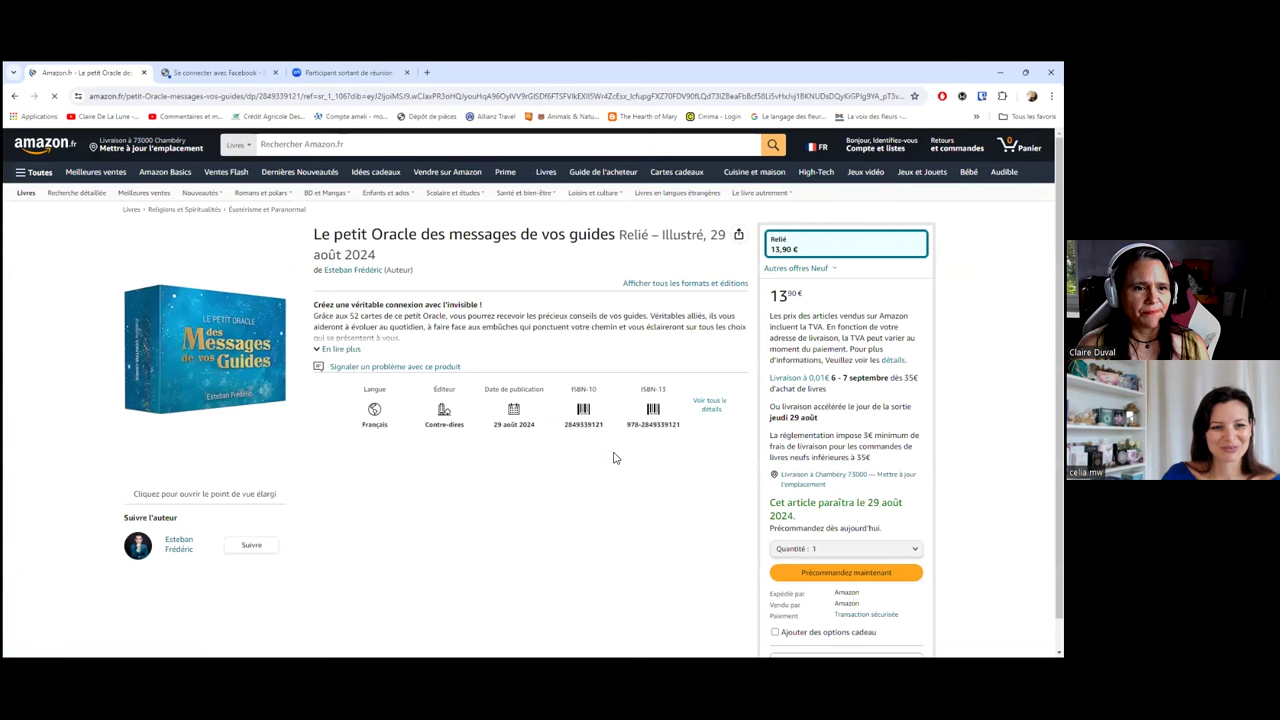 Amazon.fr - Le petit Oracle de
Se connecter avec Facebook -
Participant sortant de réunion
Applications
Claire De La Lune -
Commentaires et m
Crédit Agricole Des
Compte ameli - mo
Dépôt de pièces
Allianz Travel
Animals & Natu
The Hearth of Mary
Cinima - Login
Le langage des fleur
La voix des fleurs -
Tous les favoris
amazon.fr
Livraison à 73000 Chambéry
Mettre à jour l'emplacement
Livres
Rechercher Amazon.fr
FR
Bonjour, Identifiez-vous
Compte et listes
Retours
et commandes
0
Panier
Toutes
Meilleures ventes
Amazon Basics
Ventes Flash
Dernières Nouveautés
Idées cadeaux
Vendre sur Amazon
Prime
Livres
Guide de l'acheteur
Cartes cadeaux
Cuisine et maison
High-Tech
Jeux vidéo
Jeux et Jouets
Bébé
Audible
Livres
Recherche détaillée
Meilleures ventes
Nouveautés
Romans et polars
BD et Mangas
Enfants et ados
Scolaire et études
Santé et bien-être
Loisirs et culture
Livres en langues étrangères
Le livre autrement
Livres › Religions et Spiritualités › Ésotérisme et Paranormal
Le petit Oracle des messages de vos guides Relié – Illustré, 29
août 2024
de Esteban Frédéric (Auteur)
Afficher tous les formats et éditions
Créez une véritable connexion avec l'invisible !
Grâce aux 52 cartes de ce petit Oracle, vous pourrez recevoir les précieux conseils de vos guides. Véritables alliés, ils vous
aideront à évoluer au quotidien, à faire face aux embûches qui ponctuent votre chemin et vous éclaireront sur tous les choix
qui se présentent à vous.
En lire plus
Signaler un problème avec ce produit
Langue
Français
Éditeur
Contre-dires
Date de publication
29 août 2024
ISBN-10
2849339121
ISBN-13
978-2849339121
Voir tous le
détails
LE PETIT ORACLE
des
Messages
de vos
Guides
Esteban Frédéric
Cliquez pour ouvrir le point de vue élargi
Suivre l'auteur
Esteban
Frédéric
Suivre
Relié
13,90 €
Autres offres Neuf
13 90 €
Les prix des articles vendus sur Amazon
incluent la TVA. En fonction de votre
adresse de livraison, la TVA peut varier au
moment du paiement. Pour plus
d'informations, Veuillez voir les détails.
Livraison à 0,01€ 6 - 7 septembre dès 35€
d'achat de livres
Ou livraison accélérée le jour de la sortie
jeudi 29 août
La réglementation impose 3€ minimum de
frais de livraison pour les commandes de
livres neufs inférieures à 35€
Livraison à Chambéry 73000 — Mettre à jour
l'emplacement
Cet article paraîtra le 29 août
2024.
Précommandez dès aujourd'hui.
Quantité : 1
Précommandez maintenant
Expédié par Amazon
Vendu par Amazon
Paiement Transaction sécurisée
Ajouter des options cadeau
Claire Duval
celia mw